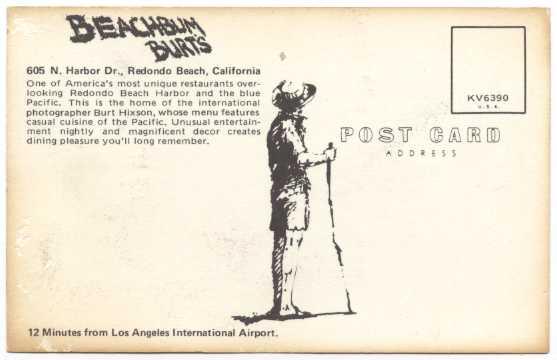 BEACHBUM
BURT'S
605 N. Harbor Dr., Redondo Beach, California
One of America's most unique restaurants over-
looking Redondo Beach Harbor and the blue
Pacific. This is the home of the international
photographer Burt Hixson, whose menu features
casual cuisine of the Pacific. Unusual entertain-
ment nightly and magnificent decor creates
dining pleasure you'll long remember.
KV6390
U.S.A.
POST CARD
ADDRESS
12 Minutes from Los Angeles International Airport.